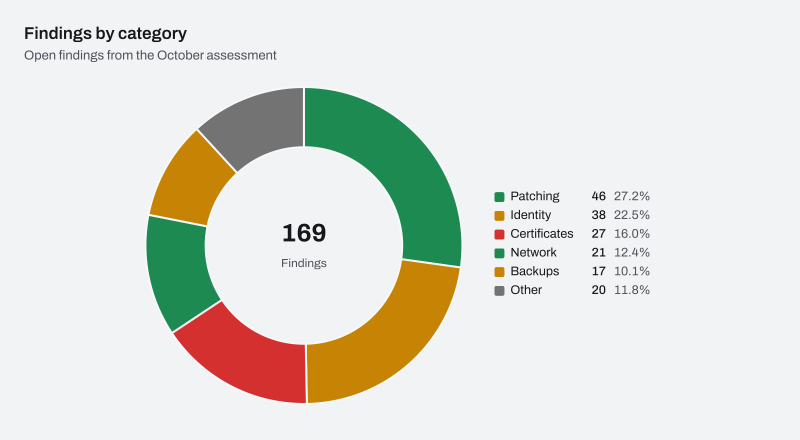 Findings by category
Open findings from the October assessment
169
Findings
Patching 46 27.2%
Identity 38 22.5%
Certificates 27 16.0%
Network 21 12.4%
Backups 17 10.1%
Other 20 11.8%